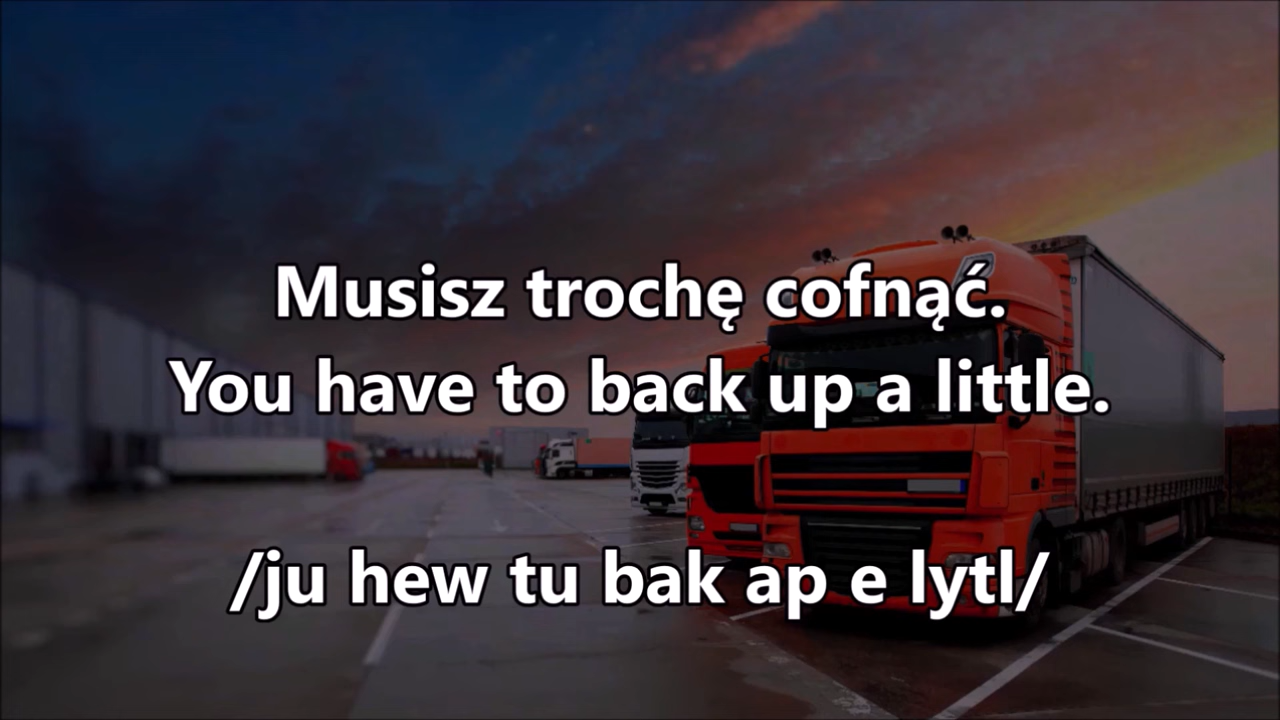 Musisz trochę cofnąć.
You have to back up a little.
/ju hew tu bak ap e lytl/